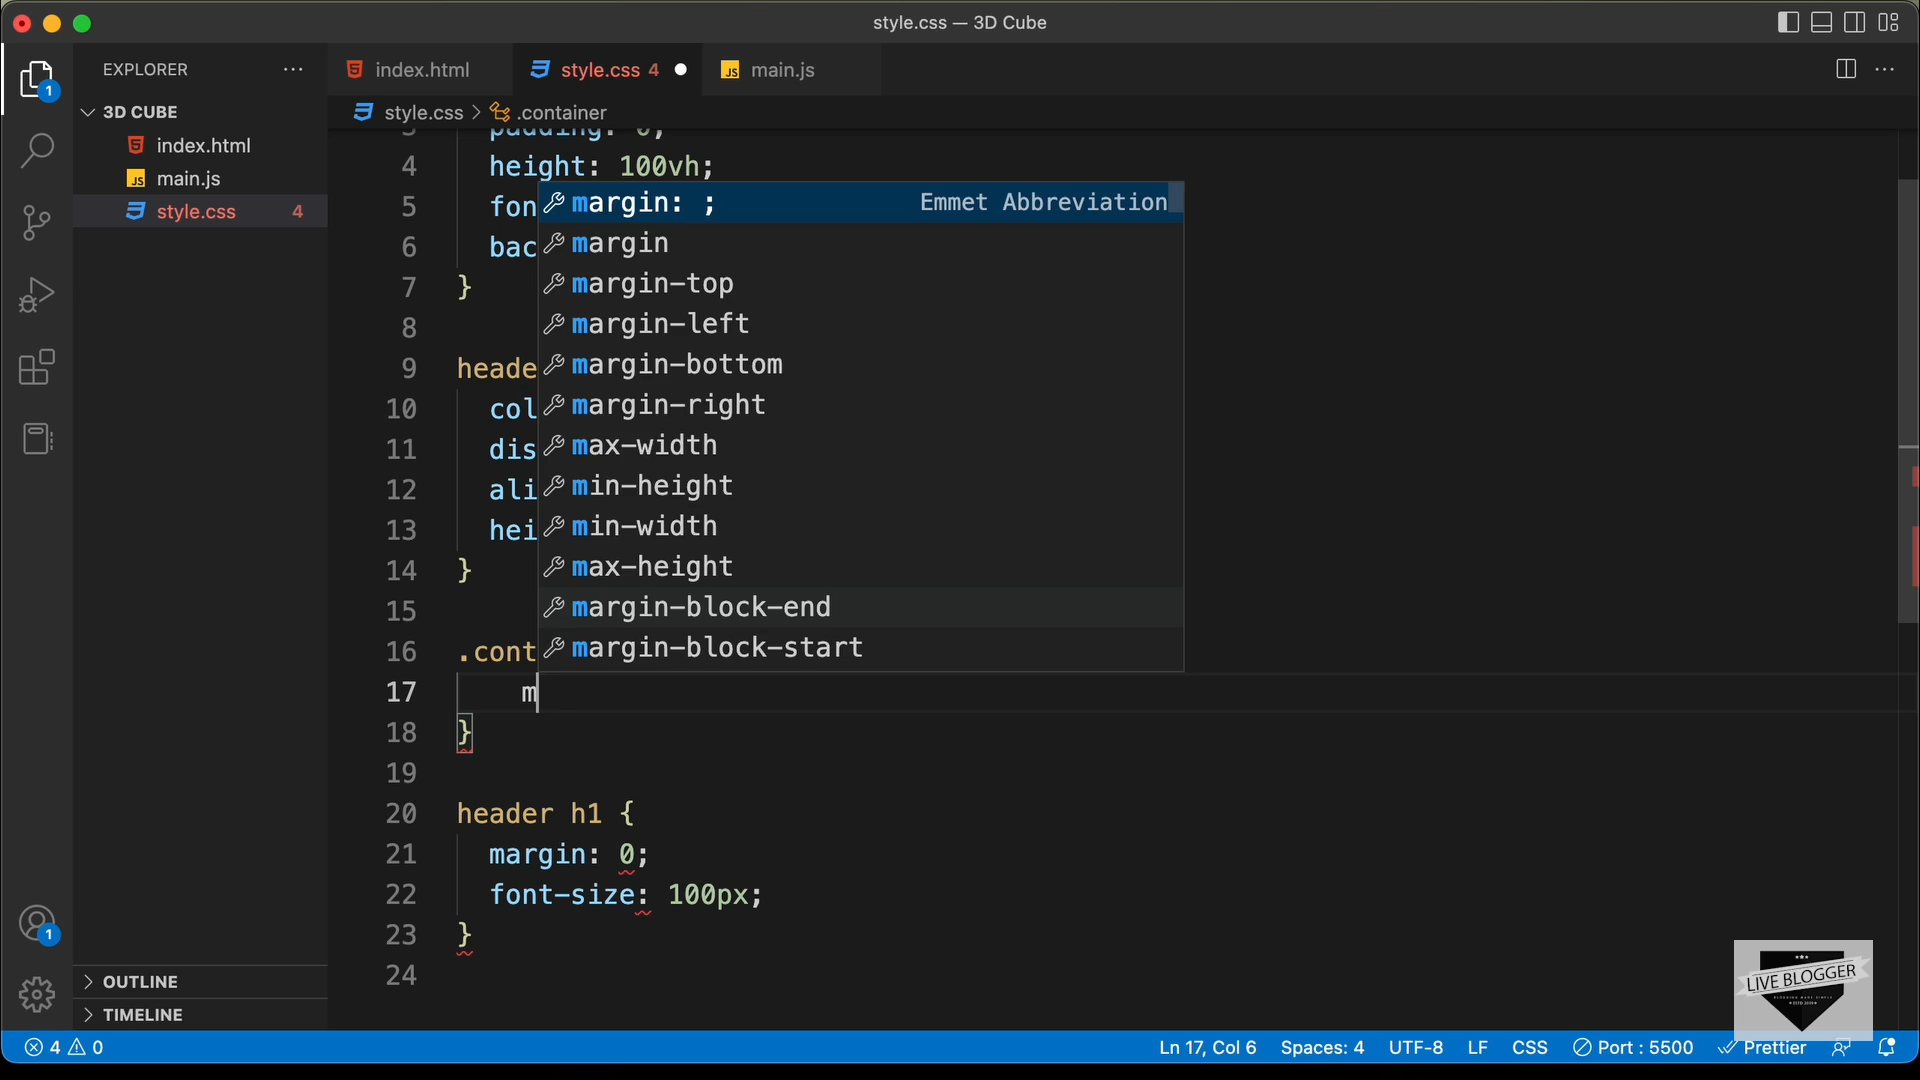 style.css — 3D Cube
EXPLORER
index.html
style.css 4
main.js
style.css > .container
1
3D CUBE
index.html
main.js
style.css 4
3 padding: 0;
4 height: 100vh;
5 fon
6 bac
7 }
8
9 heade
10 col
11 dis
12 ali
13 hei
14 }
15
16 .cont
17 m
18 }
19
20 header h1 {
21 margin: 0;
22 font-size: 100px;
23 }
24
margin: ; Emmet Abbreviation
margin
margin-top
margin-left
margin-bottom
margin-right
max-width
min-height
min-width
max-height
margin-block-end
margin-block-start
1
OUTLINE
TIMELINE
LIVE BLOGGER
4 0
Ln 17, Col 6
Spaces: 4
UTF-8
LF
CSS
Port : 5500
Prettier